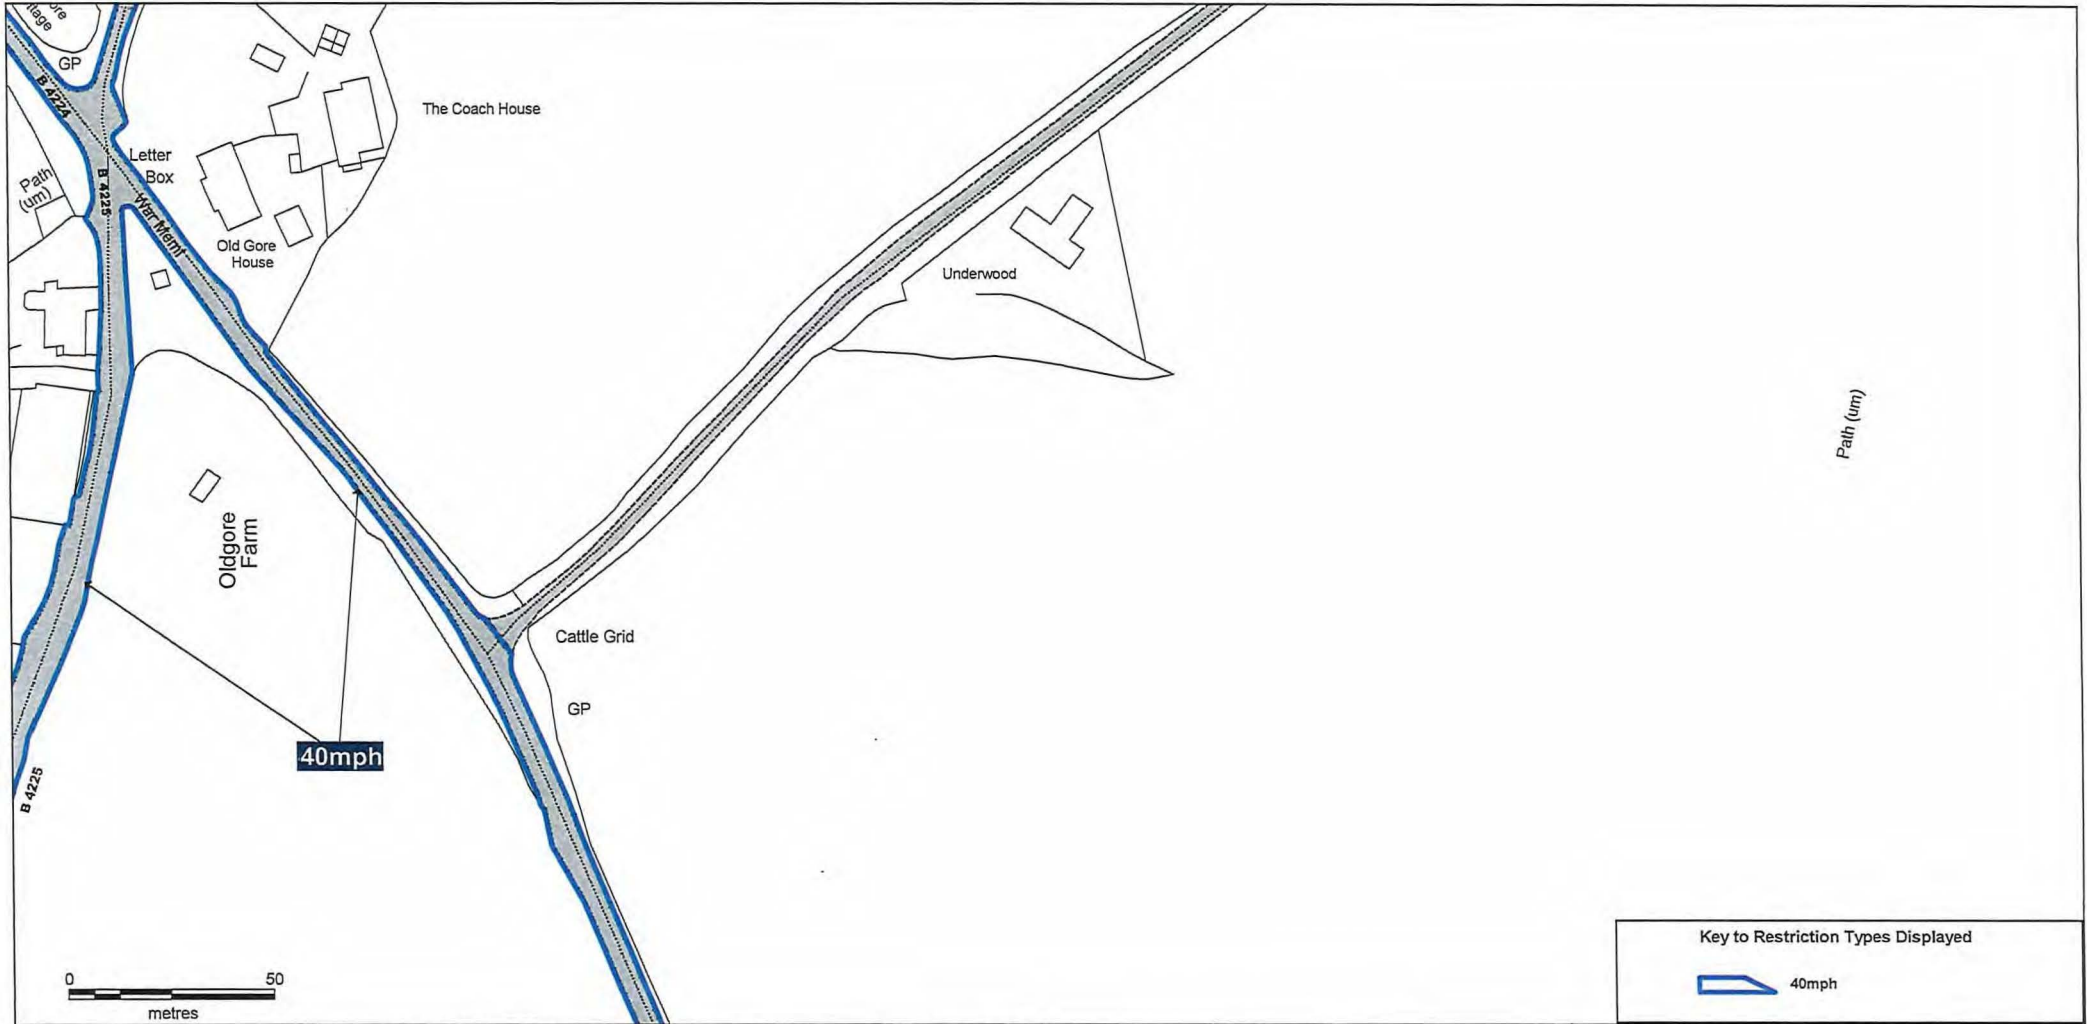 GP
B 4224
The Coach House
Letter
Box
B 4225
Path
(um)
War Memt
Old Gore
House
Underwood
Path (um)
Oldgore
Farm
Cattle Grid
GP
40mph
B 4225
0 50
metres
Key to Restriction Types Displayed
40mph